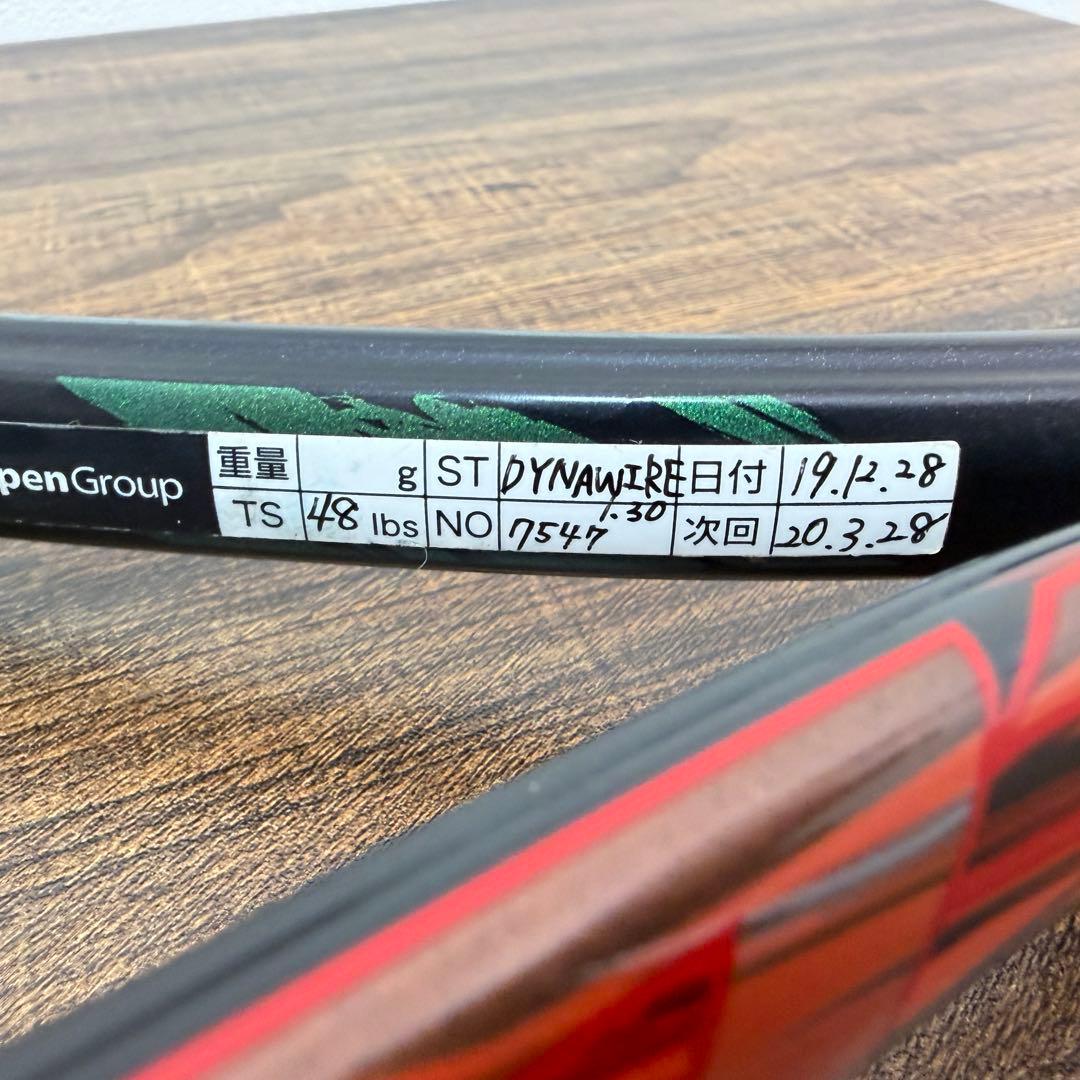 penGroup
重量 g ST DYNAWIRE 日付 19.12.28
1.30
TS 48 lbs NO 7547 次回 20.3.28